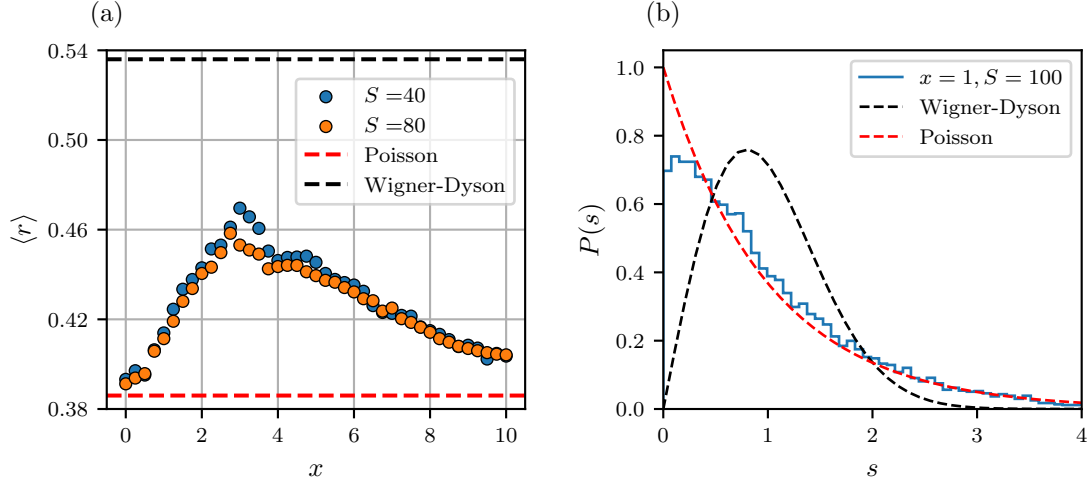 (a)
0.54
0.50
0.46
0.42
0.38
⟨r⟩
S =40
S =80
Poisson
Wigner-Dyson
0 2 4 6 8 10
x
(b)
1.0
0.8
0.6
0.4
0.2
0.0
P(s)
x = 1, S = 100
Wigner-Dyson
Poisson
0 1 2 3 4
s